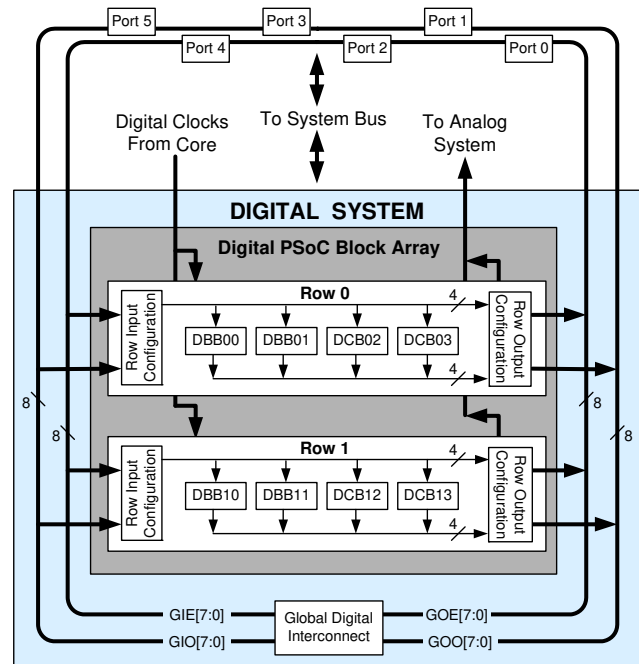 Port 5
Port 3
Port 1
Port 4
Port 2
Port 0
Digital Clocks
From Core
To System Bus
To Analog
System
DIGITAL SYSTEM
Digital PSoC Block Array
Row 0
4
Row Input
Configuration
DBB00
DBB01
DCB02
DCB03
Row Output
Configuration
4
8
8
8
8
Row 1
4
Row Input
Configuration
DBB10
DBB11
DCB12
DCB13
Row Output
Configuration
4
GIE[7:0]
Global Digital
Interconnect
GOE[7:0]
GIO[7:0]
GOO[7:0]